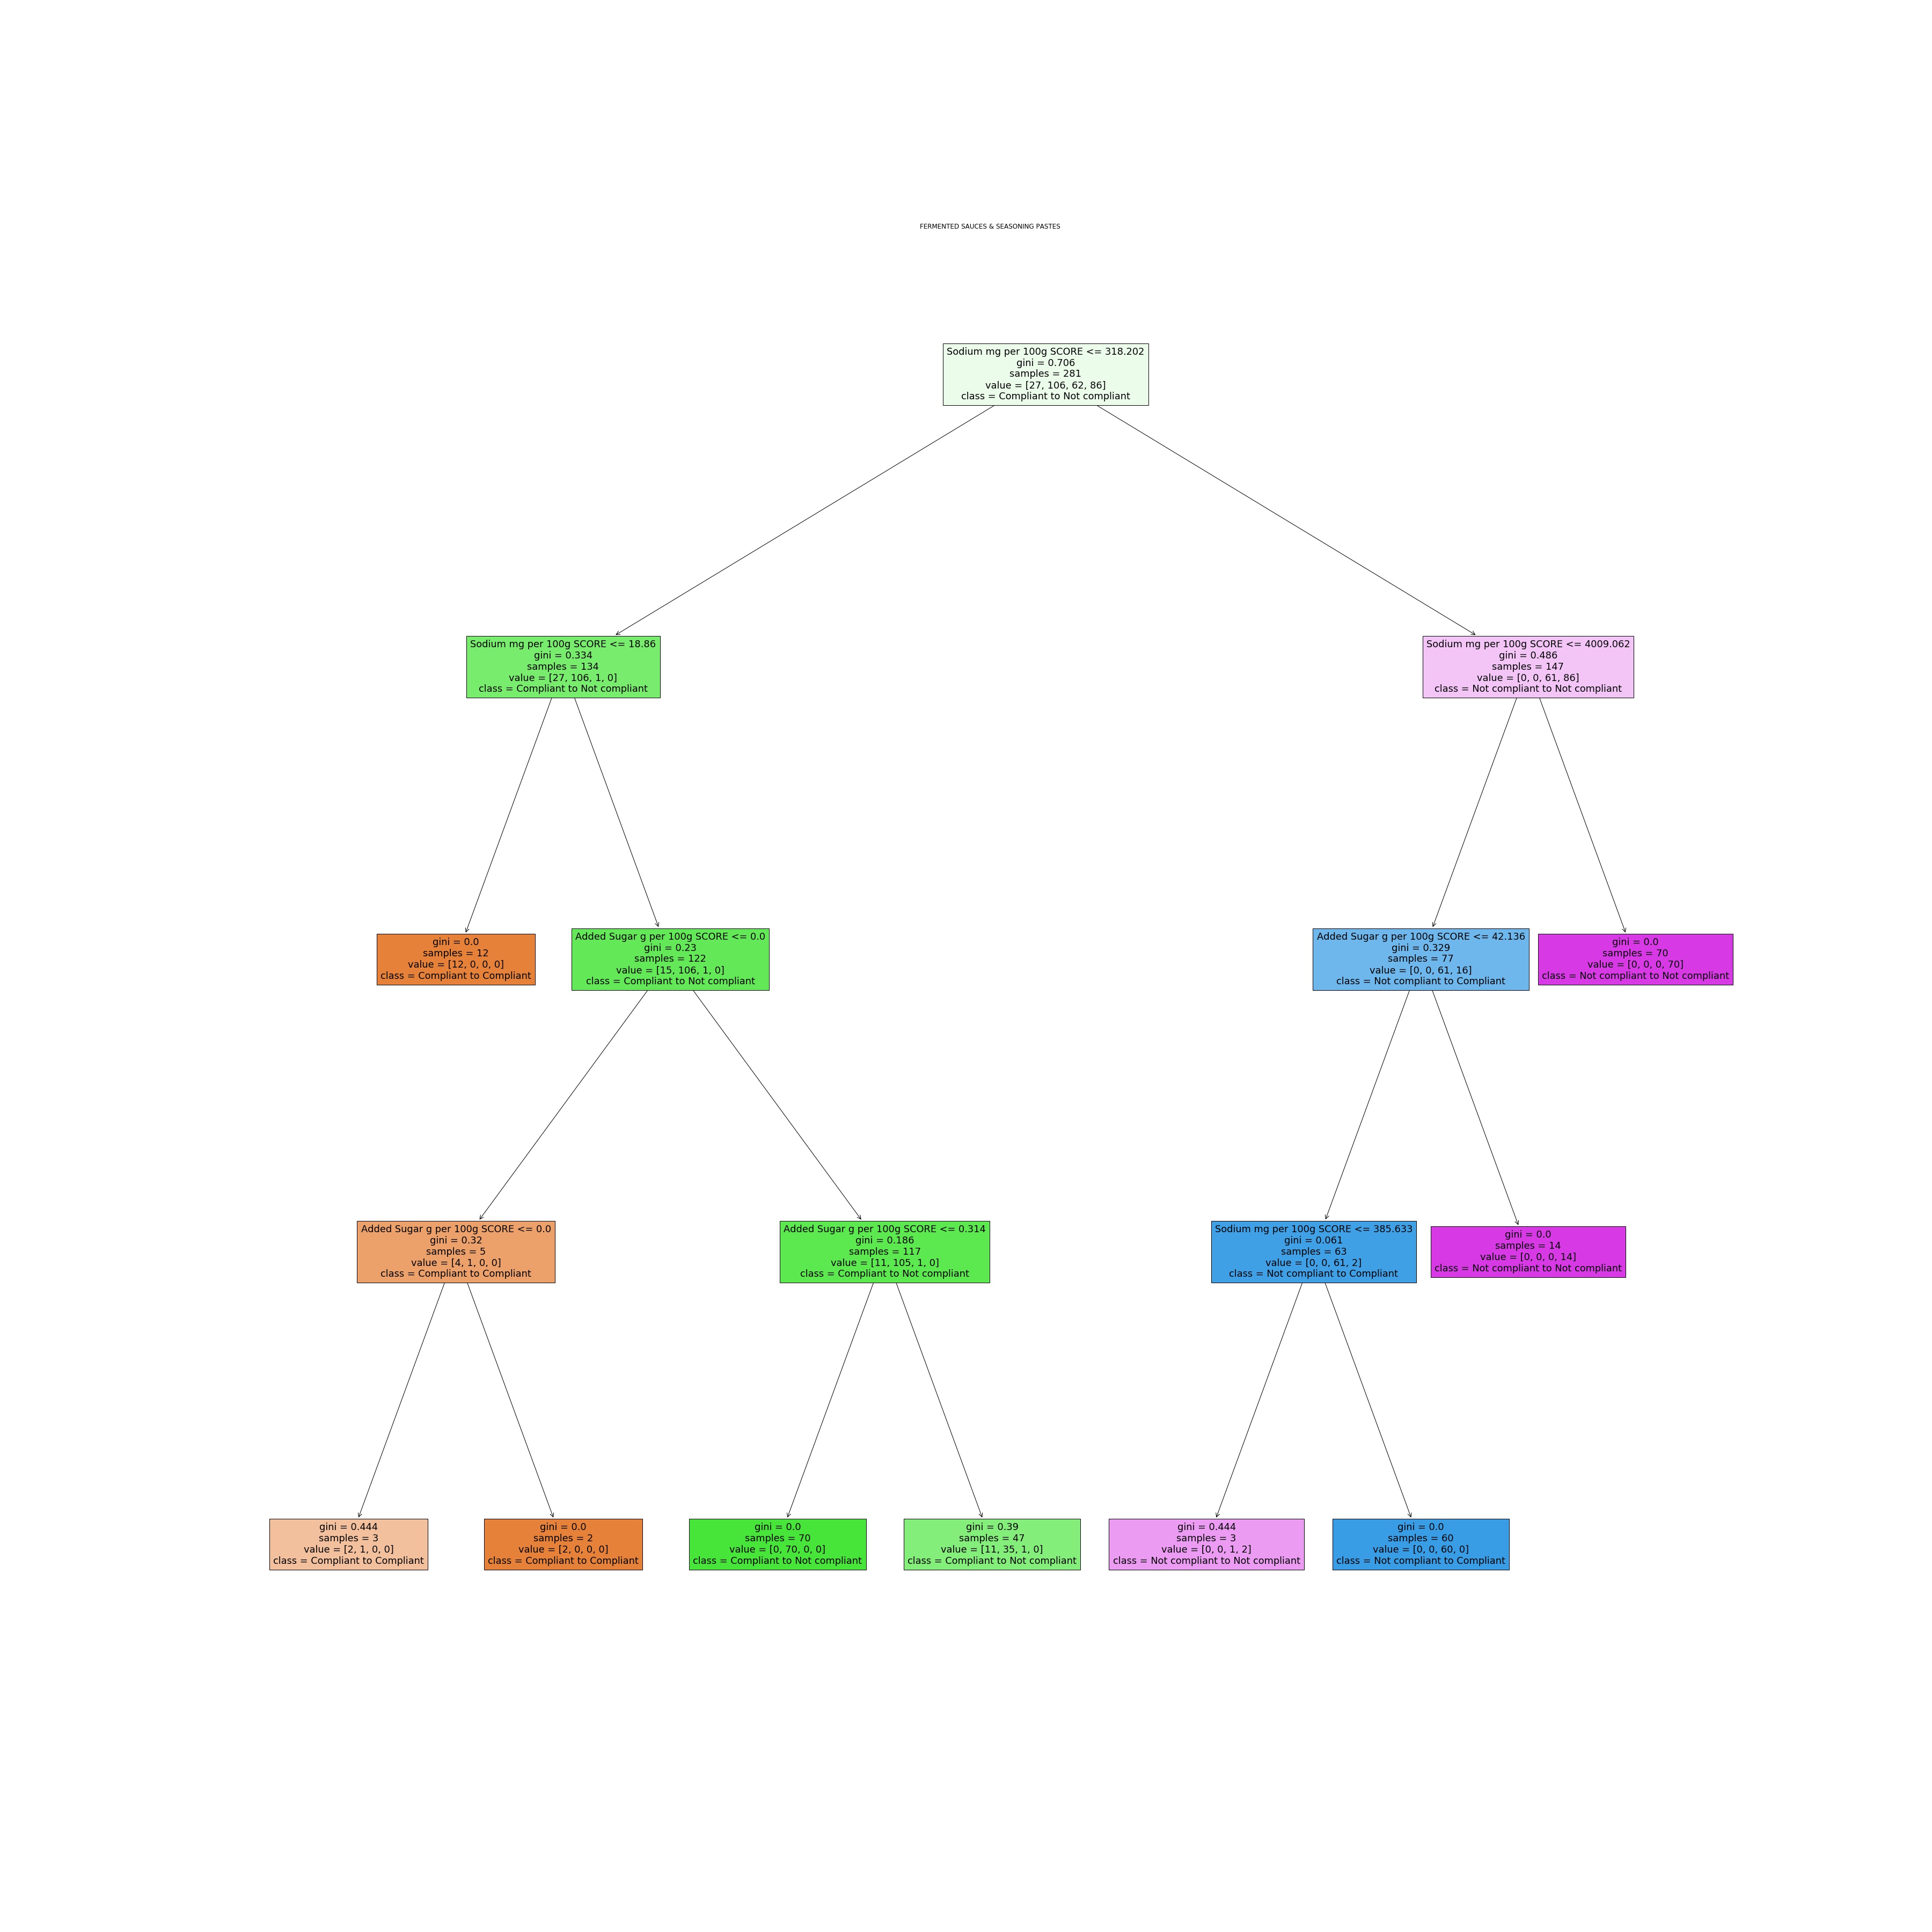 FERMENTED SAUCES & SEASONING PASTES
Sodium mg per 100g SCORE <= 318.202
gini = 0.706
samples = 281
value = [27, 106, 62, 86]
class = Compliant to Not compliant
Sodium mg per 100g SCORE <= 18.86
gini = 0.334
samples = 134
value = [27, 106, 1, 0]
class = Compliant to Not compliant
Sodium mg per 100g SCORE <= 4009.062
gini = 0.486
samples = 147
value = [0, 0, 61, 86]
class = Not compliant to Not compliant
gini = 0.0
samples = 12
value = [12, 0, 0, 0]
class = Compliant to Compliant
Added Sugar g per 100g SCORE <= 0.0
gini = 0.23
samples = 122
value = [15, 106, 1, 0]
class = Compliant to Not compliant
Added Sugar g per 100g SCORE <= 42.136
gini = 0.329
samples = 77
value = [0, 0, 61, 16]
class = Not compliant to Compliant
gini = 0.0
samples = 70
value = [0, 0, 0, 70]
class = Not compliant to Not compliant
Added Sugar g per 100g SCORE <= 0.0
gini = 0.32
samples = 5
value = [4, 1, 0, 0]
class = Compliant to Compliant
Added Sugar g per 100g SCORE <= 0.314
gini = 0.186
samples = 117
value = [11, 105, 1, 0]
class = Compliant to Not compliant
Sodium mg per 100g SCORE <= 385.633
gini = 0.061
samples = 63
value = [0, 0, 61, 2]
class = Not compliant to Compliant
gini = 0.0
samples = 14
value = [0, 0, 0, 14]
class = Not compliant to Not compliant
gini = 0.444
samples = 3
value = [2, 1, 0, 0]
class = Compliant to Compliant
gini = 0.0
samples = 2
value = [2, 0, 0, 0]
class = Compliant to Compliant
gini = 0.0
samples = 70
value = [0, 70, 0, 0]
class = Compliant to Not compliant
gini = 0.39
samples = 47
value = [11, 35, 1, 0]
class = Compliant to Not compliant
gini = 0.444
samples = 3
value = [0, 0, 1, 2]
class = Not compliant to Not compliant
gini = 0.0
samples = 60
value = [0, 0, 60, 0]
class = Not compliant to Compliant